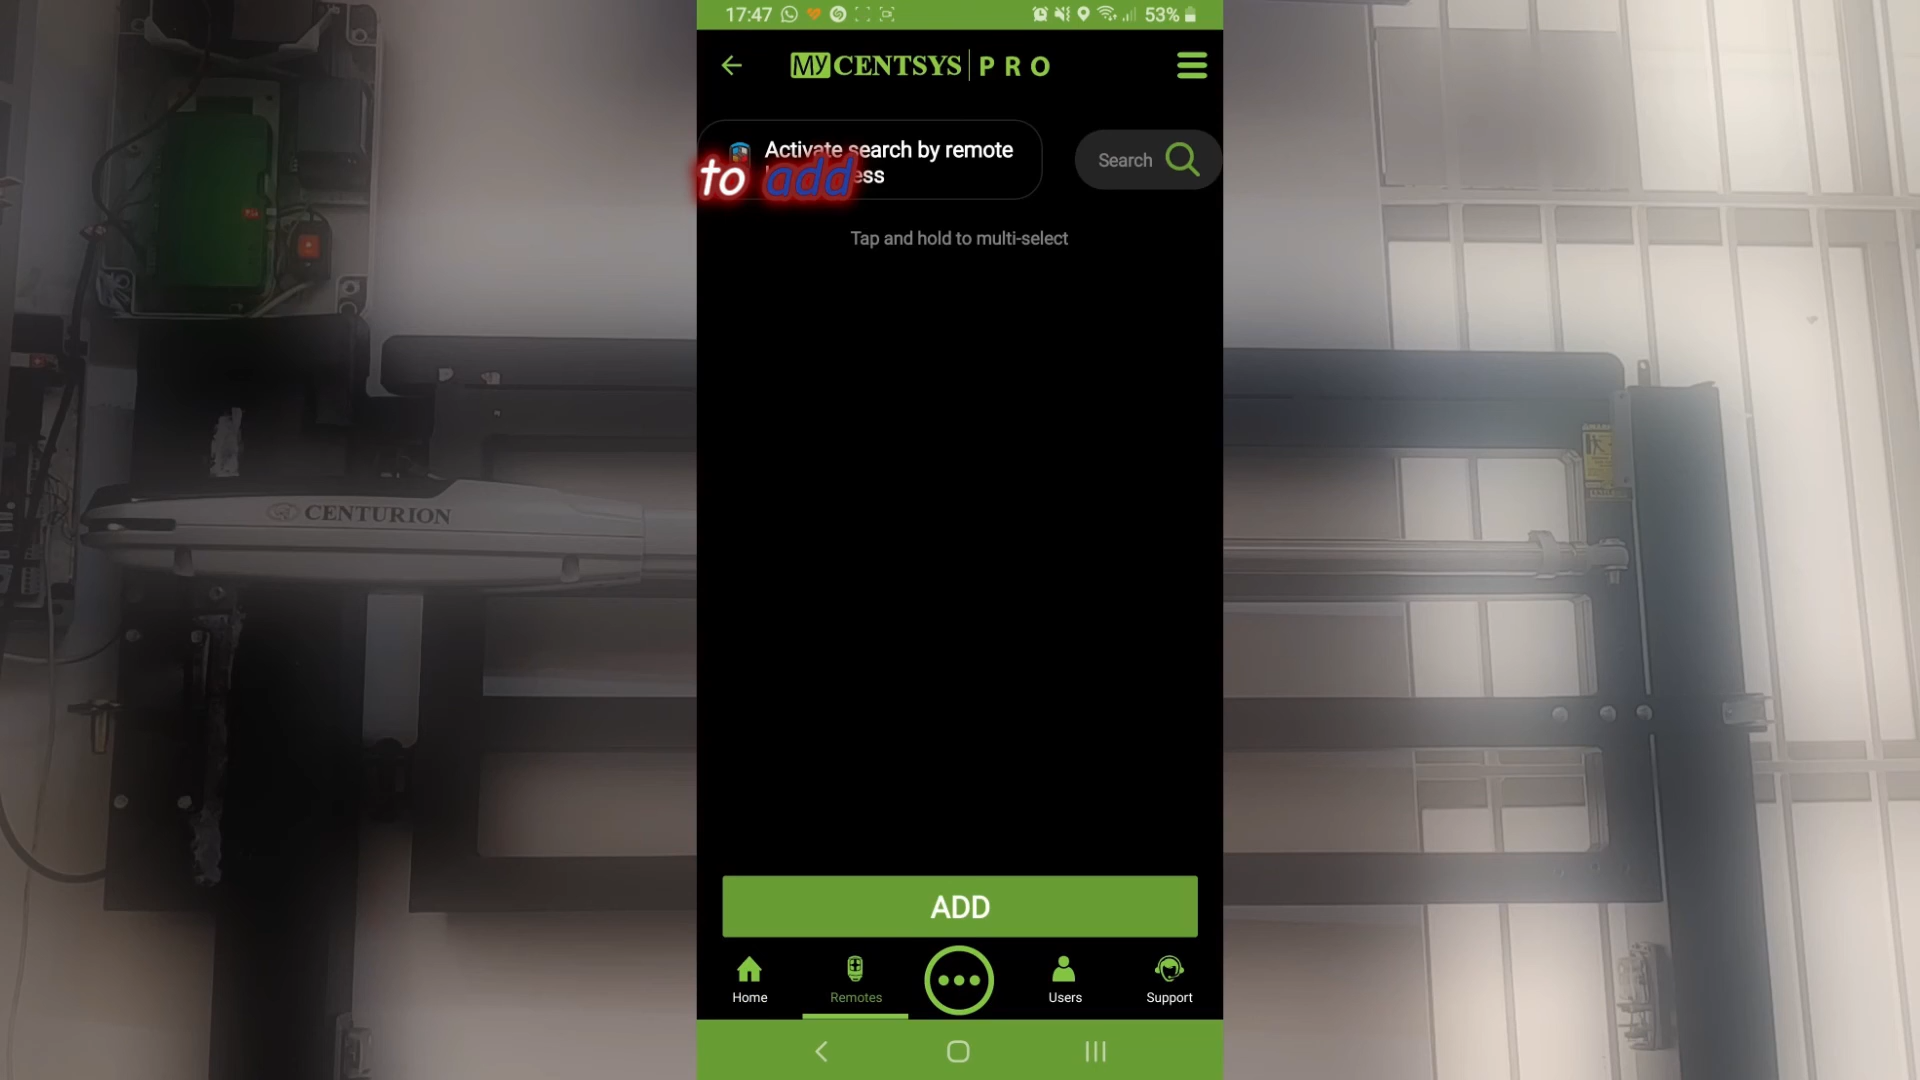 17:47
53%
MY CENTSYS PRO
Activate search by remote
ess
to add
Search
Tap and hold to multi-select
CENTURION
ADD
Home
Remotes
Users
Support